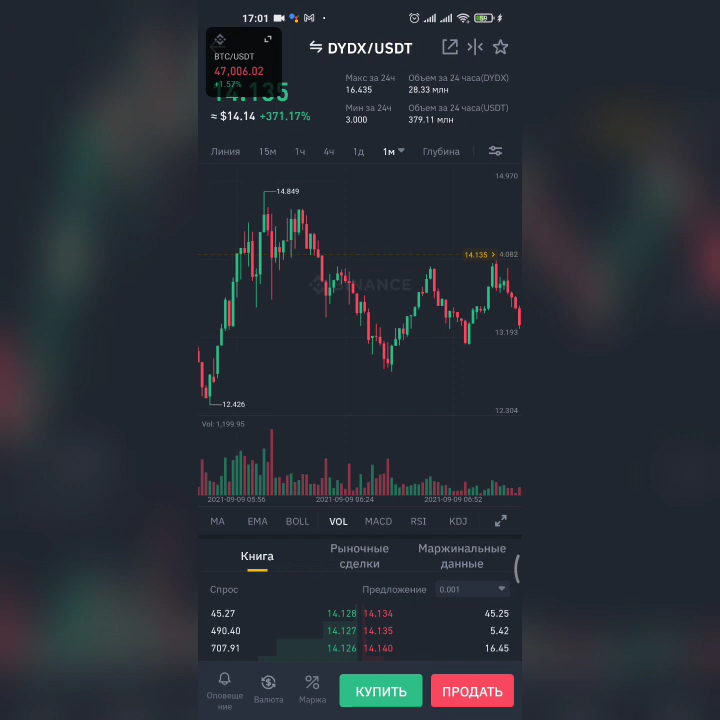 17:01
59
BTC/USDT
47,006.02
+1.57%
DYDX/USDT
14.135
≈ $14.14 +371.17%
Макс за 24ч
16.435
Объем за 24 часа(DYDX)
28.33 млн
Мин за 24ч
3.000
Объем за 24 часа(USDT)
379.11 млн
Линия 15м 1ч 4ч 1д 1м Глубина
14.970
14.849
14.135 4.082
BINANCE
13.193
12.426
12.304
Vol: 1,199.95
2021-09-09 05:56 2021-09-09 06:24 2021-09-09 06:52
MA EMA BOLL VOL MACD RSI KDJ
Книга
Рыночные
сделки
Маржинальные
данные
Спрос Предложение 0.001
45.27 14.128 14.134 45.25
490.40 14.127 14.135 5.42
707.91 14.126 14.140 16.45
Оповеще
ние
Валюта
Маржа
КУПИТЬ
ПРОДАТЬ